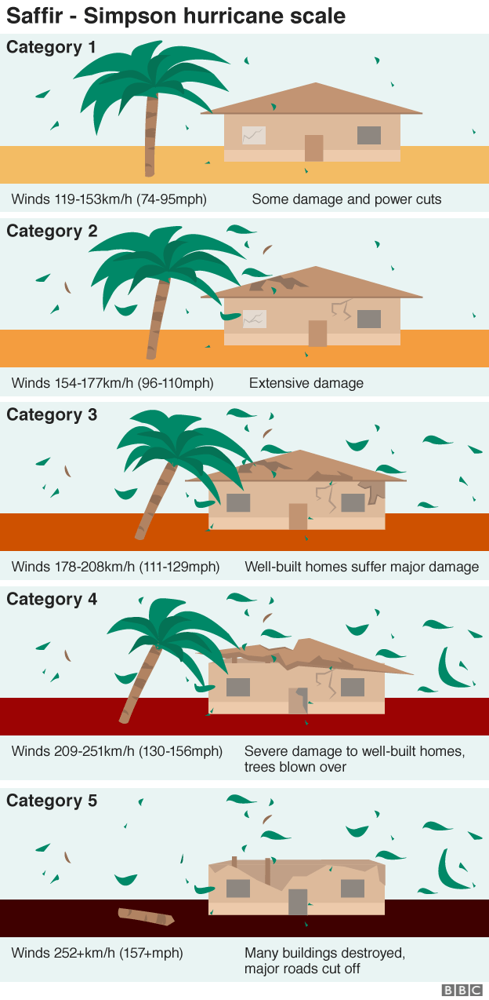 Saffir - Simpson hurricane scale
Category 1
Winds 119-153km/h (74-95mph)
Some damage and power cuts
Category 2
Winds 154-177km/h (96-110mph)
Extensive damage
Category 3
Winds 178-208km/h (111-129mph)
Well-built homes suffer major damage
Category 4
Winds 209-251km/h (130-156mph)
Severe damage to well-built homes,
trees blown over
Category 5
Winds 252+km/h (157+mph)
Many buildings destroyed,
major roads cut off
BBC